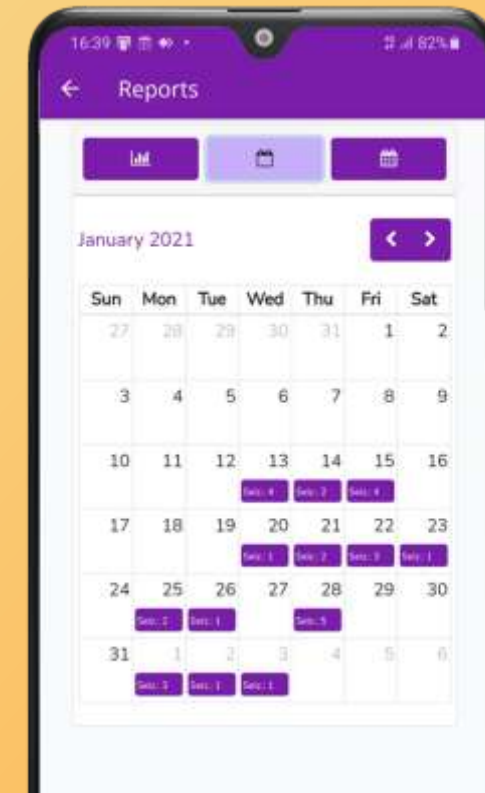 16:39 82%
Reports
January 2021
Sun Mon Tue Wed Thu Fri Sat
27 28 29 30 31 1 2
3 4 5 6 7 8 9
10 11 12 13 14 15 16
17 18 19 20 21 22 23
24 25 26 27 28 29 30
31 1 2 3 4 5 6